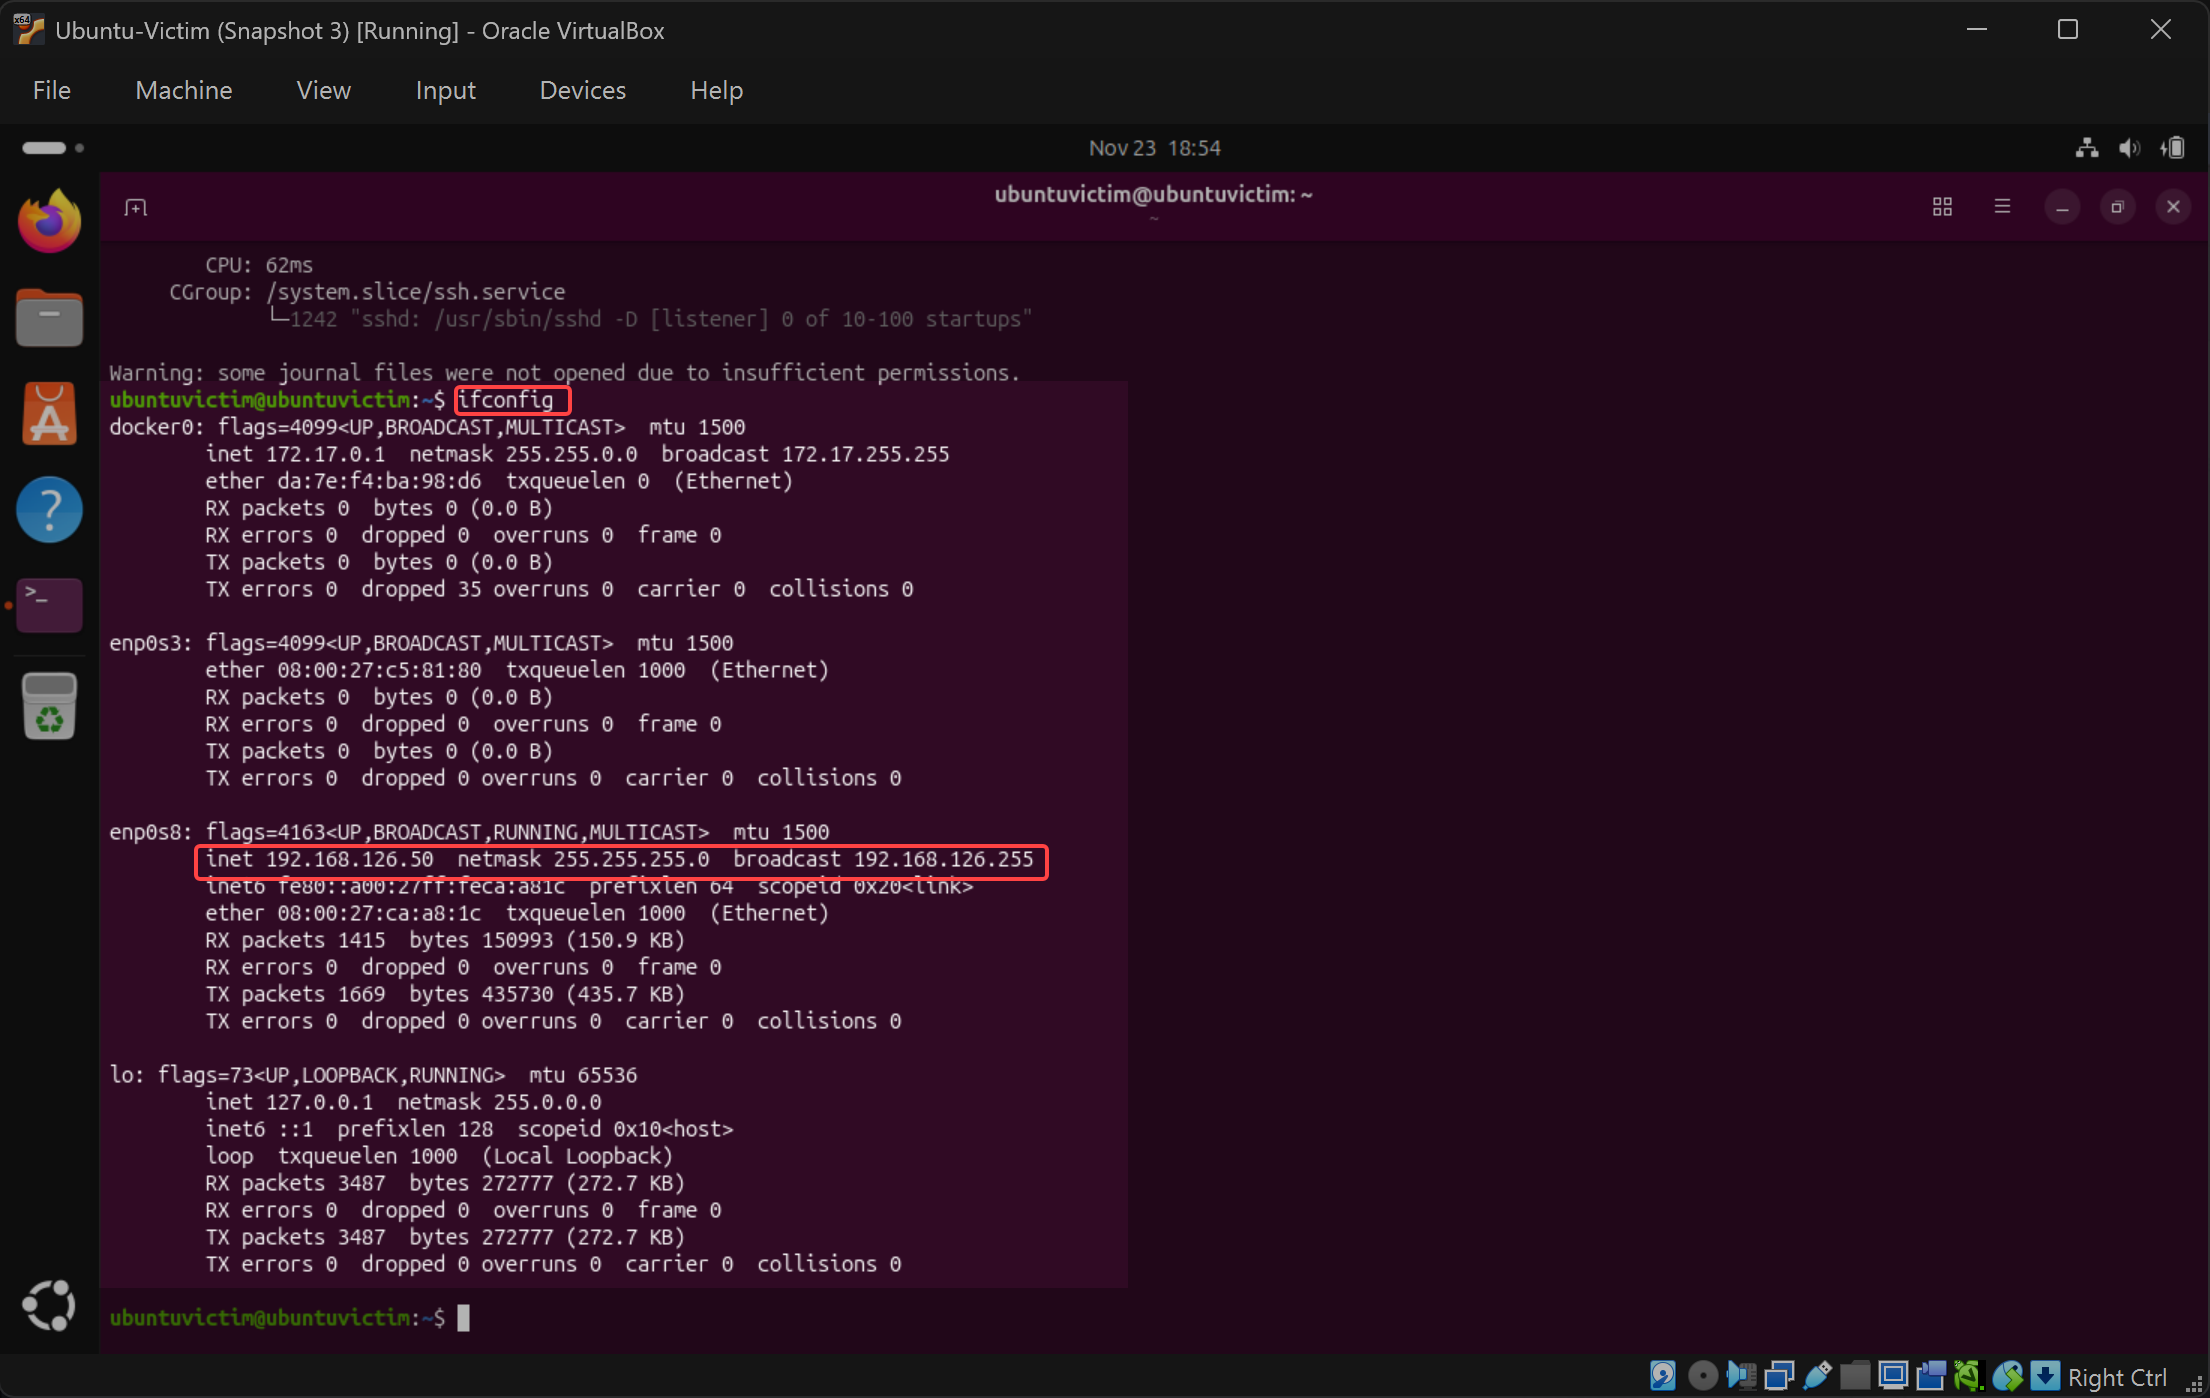 Ubuntu-Victim (Snapshot 3) [Running] - Oracle VirtualBox
File Machine View Input Devices Help
Nov 23 18:54
ubuntuvictim@ubuntuvictim: ~
~
CPU: 62ms
CGroup: /system.slice/ssh.service
└─1242 "sshd: /usr/sbin/sshd -D [listener] 0 of 10-100 startups"
Warning: some journal files were not opened due to insufficient permissions.
ubuntuvictim@ubuntuvictim:~$ ifconfig
docker0: flags=4099<UP,BROADCAST,MULTICAST>  mtu 1500
inet 172.17.0.1  netmask 255.255.0.0  broadcast 172.17.255.255
ether da:7e:f4:ba:98:d6  txqueuelen 0  (Ethernet)
RX packets 0  bytes 0 (0.0 B)
RX errors 0  dropped 0  overruns 0  frame 0
TX packets 0  bytes 0 (0.0 B)
TX errors 0  dropped 35 overruns 0  carrier 0  collisions 0
enp0s3: flags=4099<UP,BROADCAST,MULTICAST>  mtu 1500
ether 08:00:27:c5:81:80  txqueuelen 1000  (Ethernet)
RX packets 0  bytes 0 (0.0 B)
RX errors 0  dropped 0  overruns 0  frame 0
TX packets 0  bytes 0 (0.0 B)
TX errors 0  dropped 0 overruns 0  carrier 0  collisions 0
enp0s8: flags=4163<UP,BROADCAST,RUNNING,MULTICAST>  mtu 1500
inet 192.168.126.50  netmask 255.255.255.0  broadcast 192.168.126.255
inet6 fe80::a00:27ff:feca:a81c  prefixlen 64  scopeid 0x20<link>
ether 08:00:27:ca:a8:1c  txqueuelen 1000  (Ethernet)
RX packets 1415  bytes 150993 (150.9 KB)
RX errors 0  dropped 0  overruns 0  frame 0
TX packets 1669  bytes 435730 (435.7 KB)
TX errors 0  dropped 0 overruns 0  carrier 0  collisions 0
lo: flags=73<UP,LOOPBACK,RUNNING>  mtu 65536
inet 127.0.0.1  netmask 255.0.0.0
inet6 ::1  prefixlen 128  scopeid 0x10<host>
loop  txqueuelen 1000  (Local Loopback)
RX packets 3487  bytes 272777 (272.7 KB)
RX errors 0  dropped 0  overruns 0  frame 0
TX packets 3487  bytes 272777 (272.7 KB)
TX errors 0  dropped 0 overruns 0  carrier 0  collisions 0
ubuntuvictim@ubuntuvictim:~$
Right Ctrl